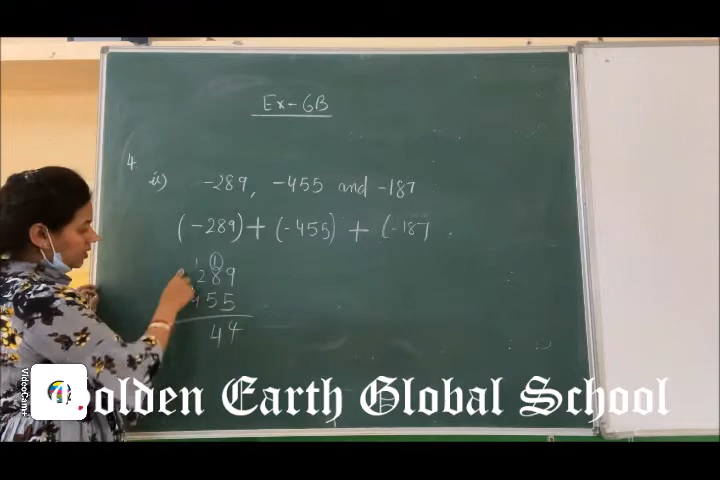 Ex-6B
4.
ii) -289, -455 and -187
(-289) + (-455) + (-187
1 1
289
455
44
Golden Earth Global School
VideoCam+